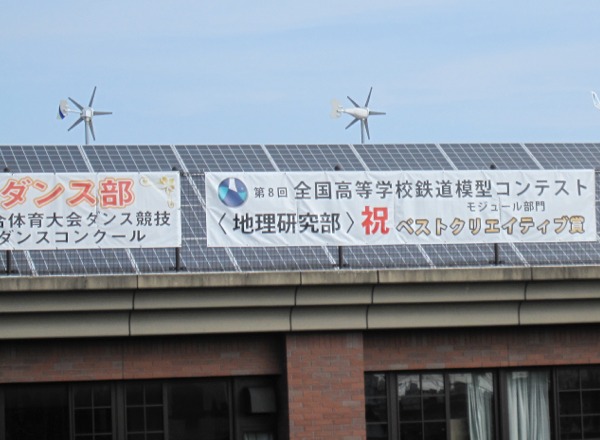 ダンス部
合体育大会ダンス競技
ダンスコンクール
第8回 全国高等学校鉄道模型コンテスト
モジュール部門
〈地理研究部〉祝 ベストクリエイティブ賞